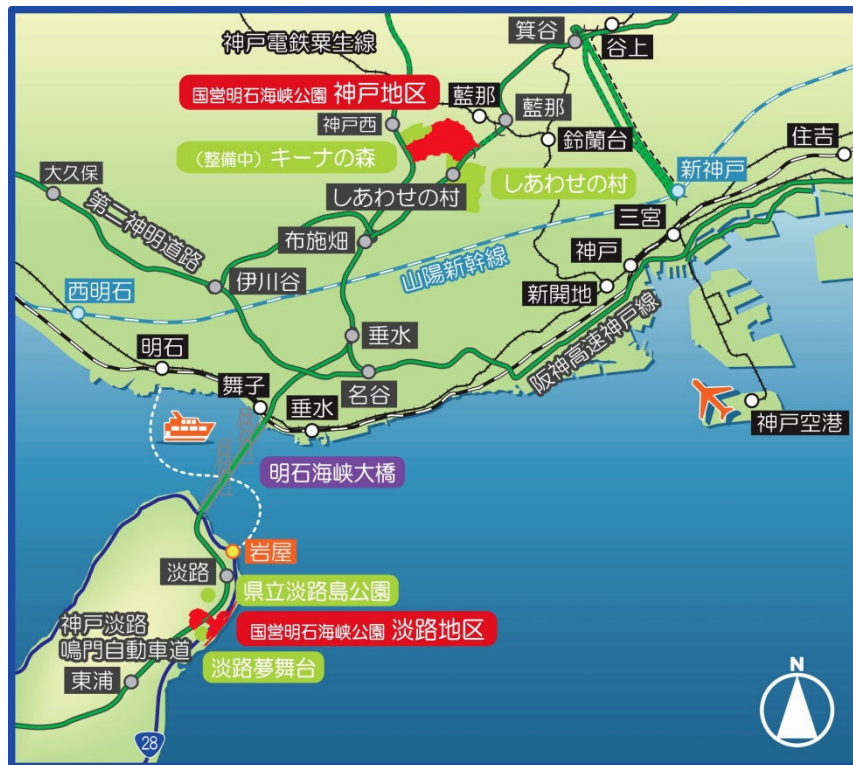 神戸電鉄粟生線
箕谷
谷上
国営明石海峡公園 神戸地区
藍那
藍那
神戸西
鈴蘭台
住吉
(整備中) キーナの森
大久保
しあわせの村
しあわせの村
新神戸
第二神明道路
三宮
布施畑
神戸
山陽新幹線
伊川谷
新開地
西明石
垂水
阪神高速神戸線
明石
名谷
舞子
垂水
神戸空港
明石海峡大橋
岩屋
淡路
県立淡路島公園
神戸淡路
鳴門自動車道
国営明石海峡公園 淡路地区
淡路夢舞台
東浦
N
28